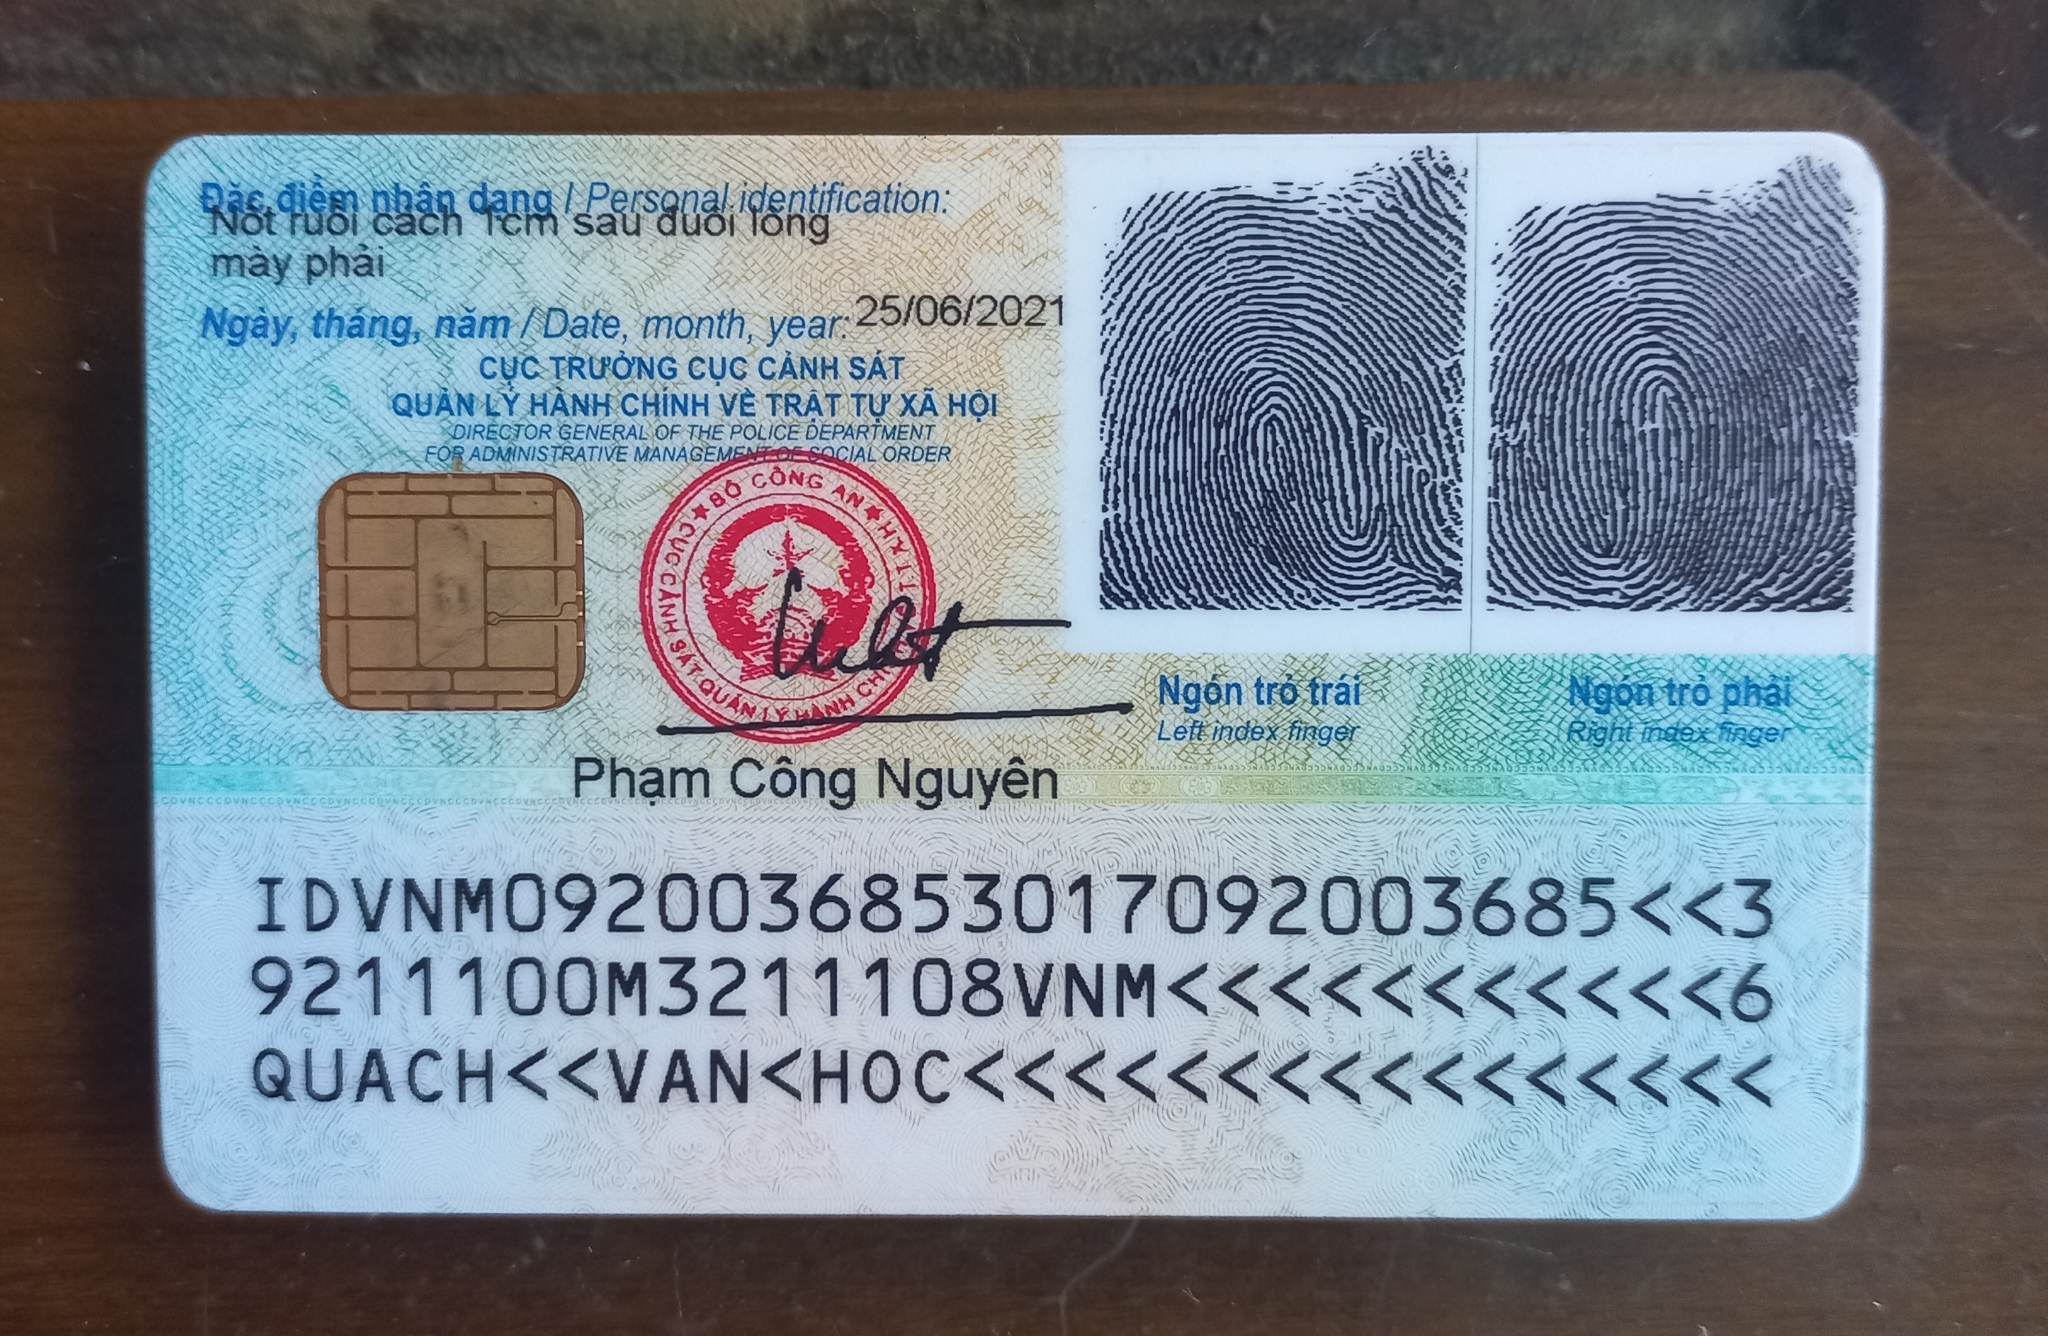 Đặc điểm nhân dạng / Personal identification:
Nốt ruồi cách 1cm sau đuôi lông
mày phải
Ngày, tháng, năm / Date, month, year: 25/06/2021
CỤC TRƯỞNG CỤC CẢNH SÁT
QUẢN LÝ HÀNH CHÍNH VỀ TRẬT TỰ XÃ HỘI
DIRECTOR GENERAL OF THE POLICE DEPARTMENT
FOR ADMINISTRATIVE MANAGEMENT OF SOCIAL ORDER
BỘ CÔNG AN
CỤC CẢNH SÁT QUẢN LÝ HÀNH CHÍNH
Ngón trỏ trái
Left index finger
Ngón trỏ phải
Right index finger
Phạm Công Nguyên
IDVNM0920036853017092003685<<3
9211100M3211108VNM<<<<<<<<<<<6
QUACH<<VAN<HOC<<<<<<<<<<<<<<<<